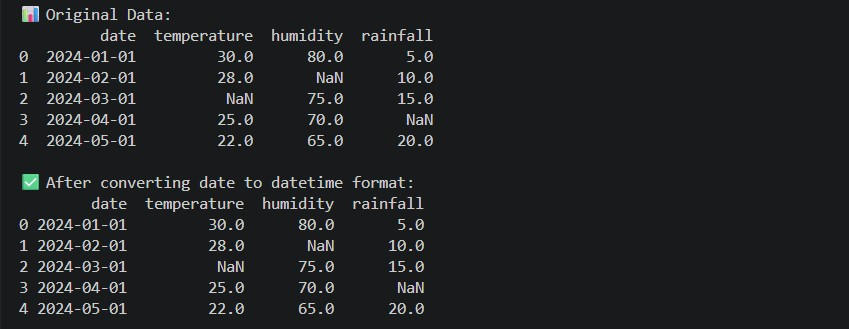 📊 Original Data:
         date  temperature  humidity  rainfall
0  2024-01-01         30.0      80.0       5.0
1  2024-02-01         28.0       NaN      10.0
2  2024-03-01          NaN      75.0      15.0
3  2024-04-01         25.0      70.0       NaN
4  2024-05-01         22.0      65.0      20.0
✅ After converting date to datetime format:
        date  temperature  humidity  rainfall
0 2024-01-01         30.0      80.0       5.0
1 2024-02-01         28.0       NaN      10.0
2 2024-03-01          NaN      75.0      15.0
3 2024-04-01         25.0      70.0       NaN
4 2024-05-01         22.0      65.0      20.0